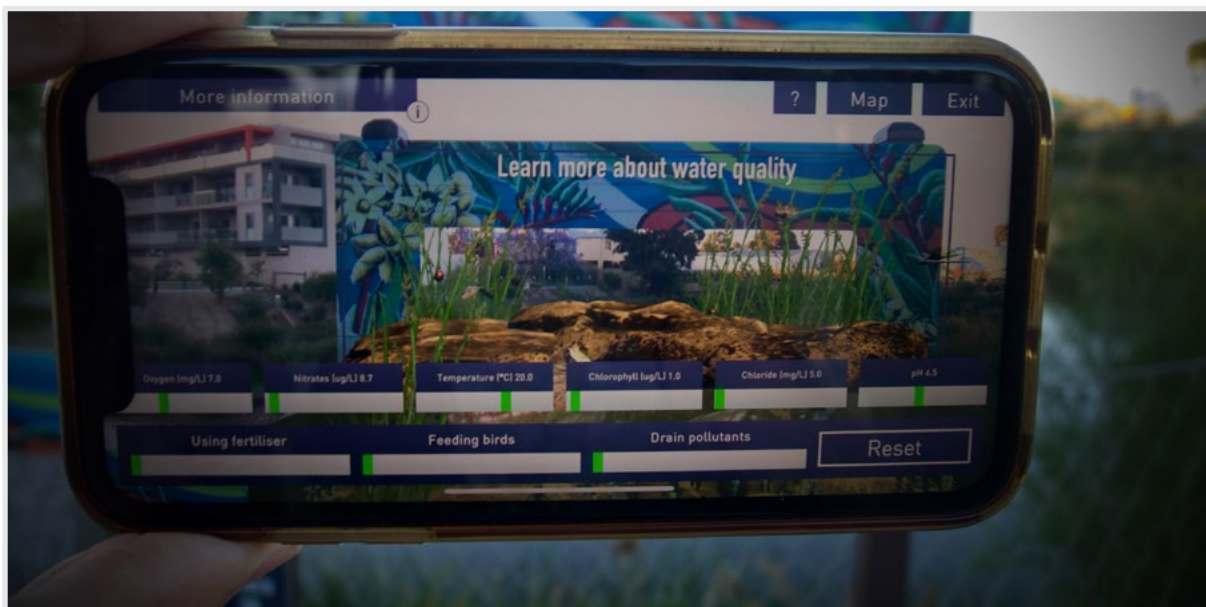 More information
i
?
Map
Exit
Learn more about water quality
Oxygen (mg/L) 7.0
Nitrates (ug/L) 8.7
Temperature (°C) 20.0
Chlorophyll (ug/L) 1.0
Chloride (mg/L) 5.0
pH 6.5
Using fertiliser
Feeding birds
Drain pollutants
Reset